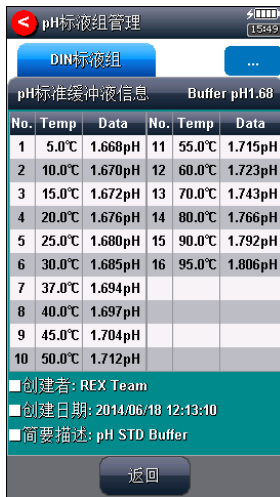 pH标液组管理
15:49
DIN标液组
...
pH标准缓冲液信息 Buffer pH1.68
No. Temp Data No. Temp Data
1 5.0℃ 1.668pH 11 55.0℃ 1.715pH
2 10.0℃ 1.670pH 12 60.0℃ 1.723pH
3 15.0℃ 1.672pH 13 70.0℃ 1.743pH
4 20.0℃ 1.676pH 14 80.0℃ 1.766pH
5 25.0℃ 1.680pH 15 90.0℃ 1.792pH
6 30.0℃ 1.685pH 16 95.0℃ 1.806pH
7 37.0℃ 1.694pH
8 40.0℃ 1.697pH
9 45.0℃ 1.704pH
10 50.0℃ 1.712pH
■创建者: REX Team
■创建日期: 2014/06/18 12:13:10
■简要描述: pH STD Buffer
返回